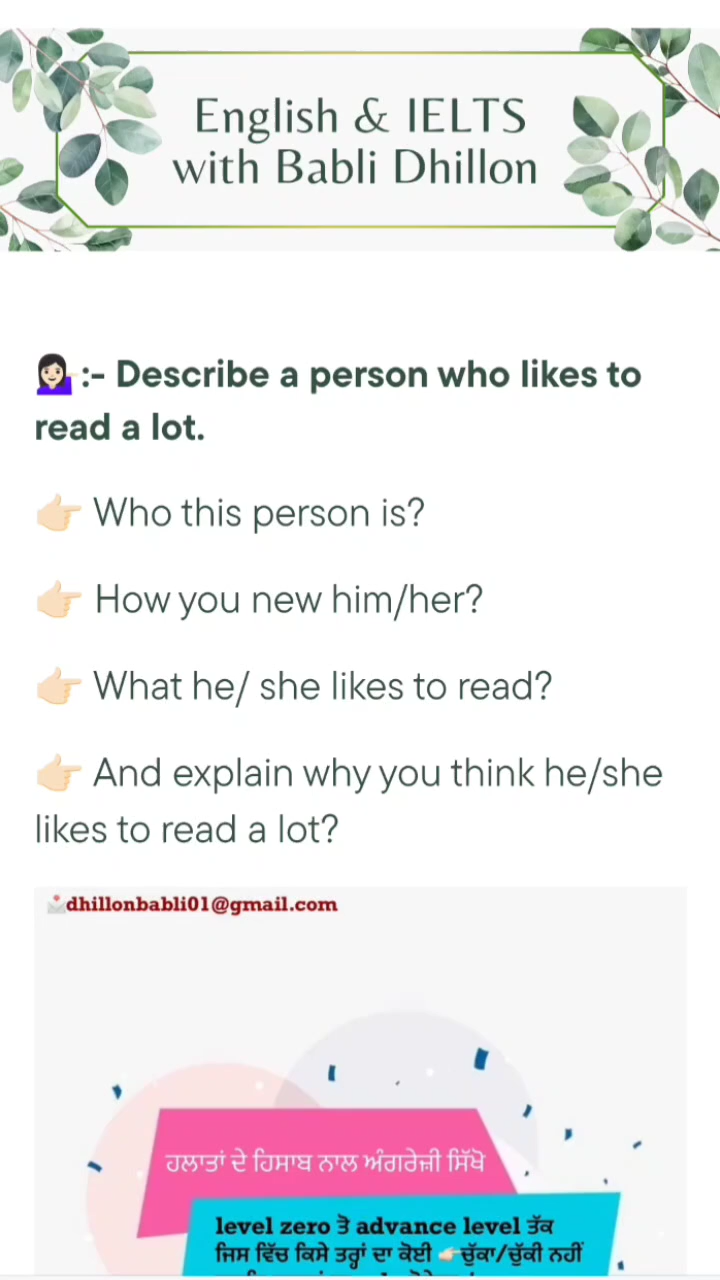 English & IELTS
with Babli Dhillon
💁🏻‍♀️:- Describe a person who likes to
read a lot.
👉🏻 Who this person is?
👉🏻 How you new him/her?
👉🏻 What he/ she likes to read?
👉🏻 And explain why you think he/she
likes to read a lot?
📩dhillonbabli01@gmail.com
ਹਲਾਤਾਂ ਦੇ ਹਿਸਾਬ ਨਾਲ ਅੰਗਰੇਜ਼ੀ ਸਿੱਖੋ
level zero ਤੋਂ advance level ਤੱਕ
ਜਿਸ ਵਿੱਚ ਕਿਸੇ ਤਰ੍ਹਾਂ ਦਾ ਕੋਈ 👉🏻ਚੁੱਕਾ/ਚੁੱਕੀ ਨਹੀਂ